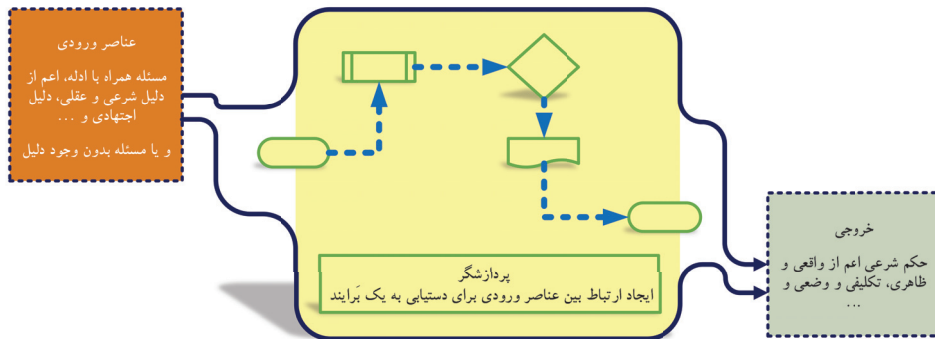 عناصر ورودی
مسئله همراه با ادله، اعم از
دلیل شرعی و عقلی، دلیل
اجتهادی و ...
و یا مسئله بدون وجود دلیل
پردازشگر
ایجاد ارتباط بین عناصر ورودی برای دستیابی به یک بَرایند
خروجی
حکم شرعی اعم از واقعی و
ظاهری، تکلیفی و وضعی و
...